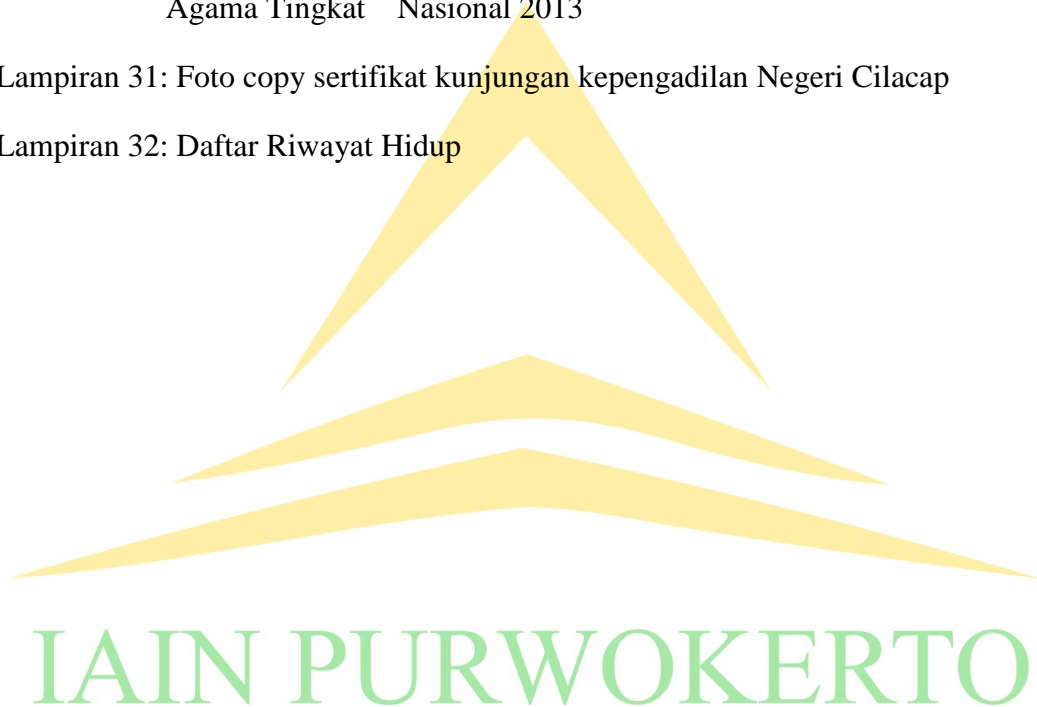 Agama Tingkat Nasional 2013
Lampiran 31: Foto copy sertifikat kunjungan kepengadilan Negeri Cilacap
Lampiran 32: Daftar Riwayat Hidup
IAIN PURWOKERTO